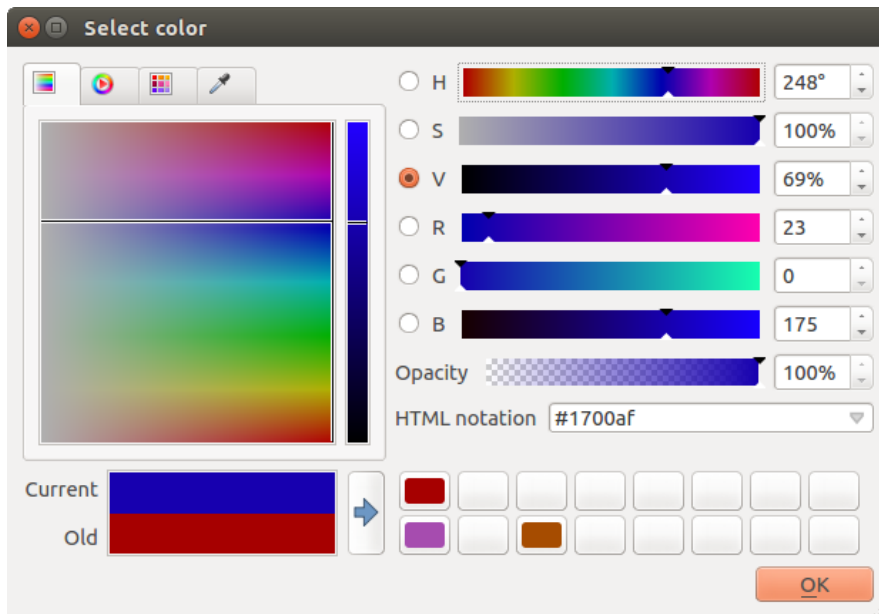 Select color
H 248°
S 100%
V 69%
R 23
G 0
B 175
Opacity 100%
HTML notation #1700af
Current
Old
OK